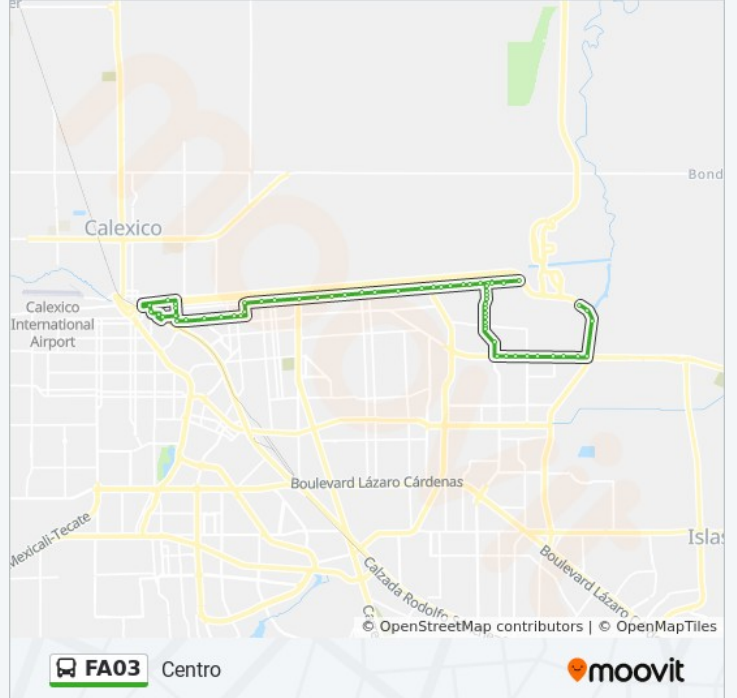 er
Bond
Calexico
Calexico
International
Airport
Boulevard Lázaro Cárdenas
Mexicali-Tecate
Islas
Calzada Rodolfo
Boulevard Lázaro
© OpenStreetMap contributors | © OpenMapTiles
FA03 Centro
moovit